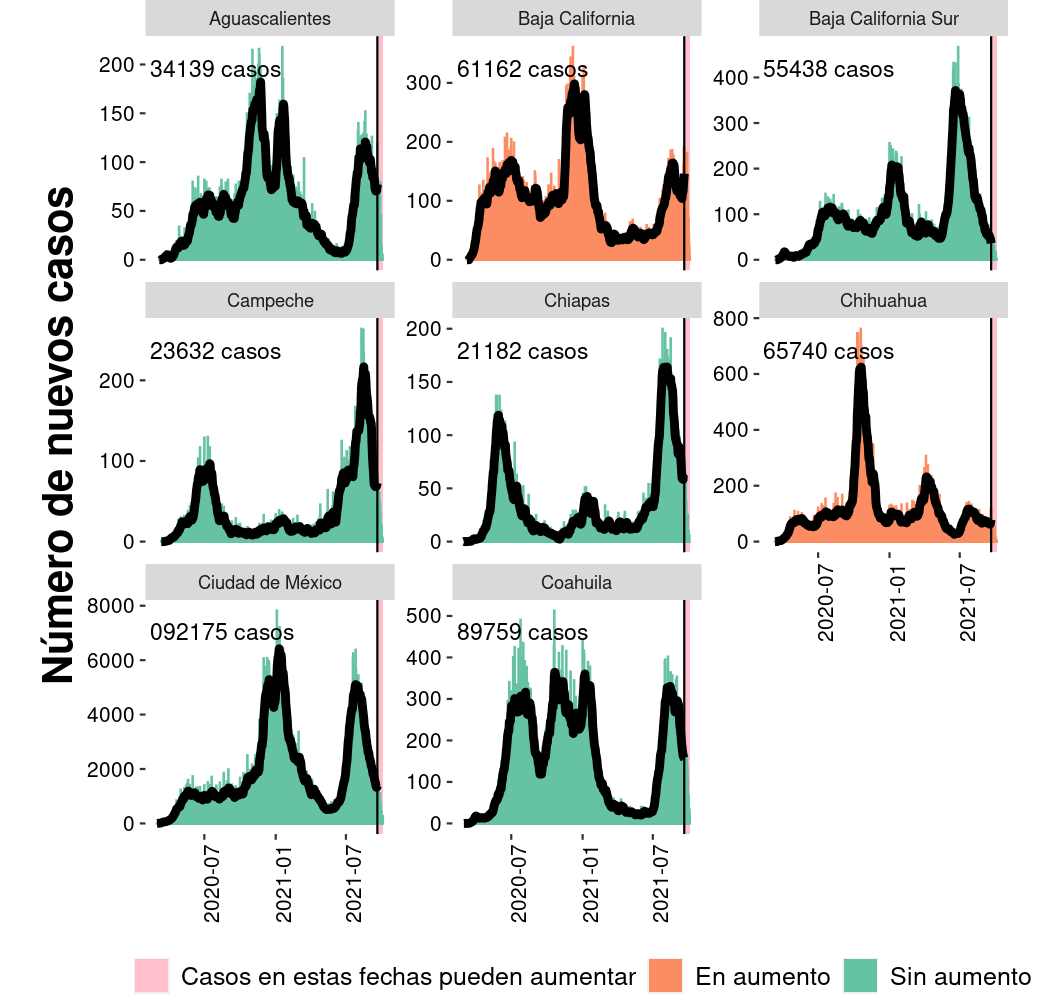 Número de nuevos casos
Aguascalientes
34139 casos
200
150
100
50
0
Baja California
61162 casos
300
200
100
0
Baja California Sur
55438 casos
400
300
200
100
0
Campeche
23632 casos
200
100
0
Chiapas
21182 casos
200
150
100
50
0
Chihuahua
65740 casos
800
600
400
200
0
2020-07
2021-01
2021-07
Ciudad de México
092175 casos
8000
6000
4000
2000
0
2020-07
2021-01
2021-07
Coahuila
89759 casos
500
400
300
200
100
0
2020-07
2021-01
2021-07
Casos en estas fechas pueden aumentar
En aumento
Sin aumento